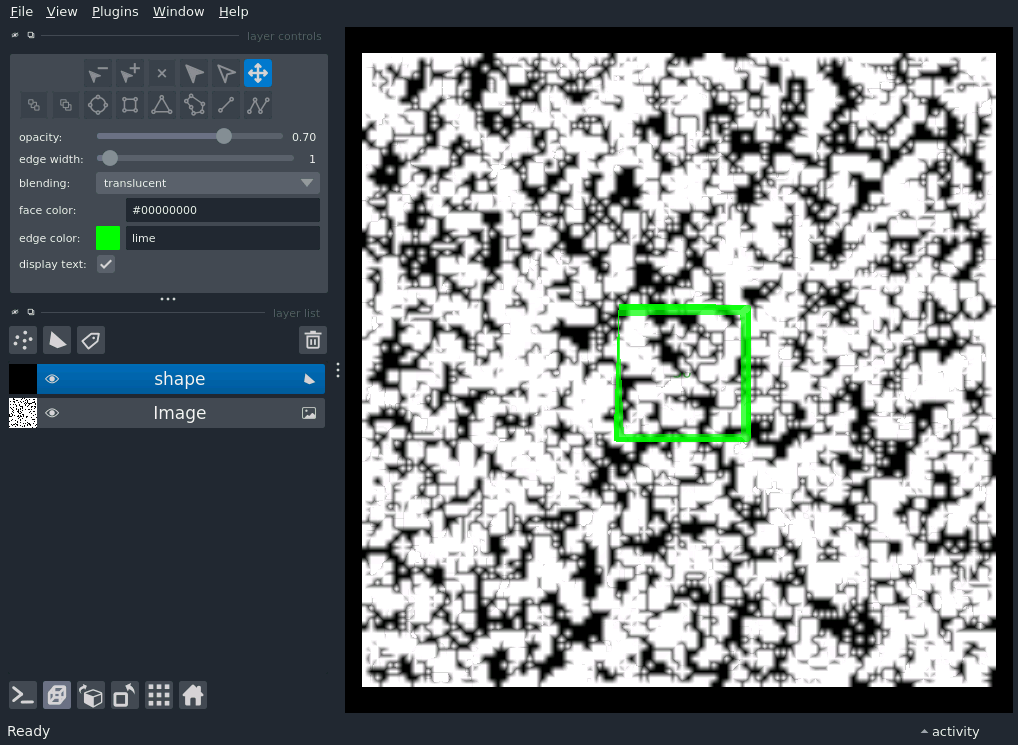 File View Plugins Window Help
layer controls
opacity: 0.70
edge width: 1
blending: translucent
face color: #00000000
edge color: lime
display text:
layer list
shape
Image
Ready
activity